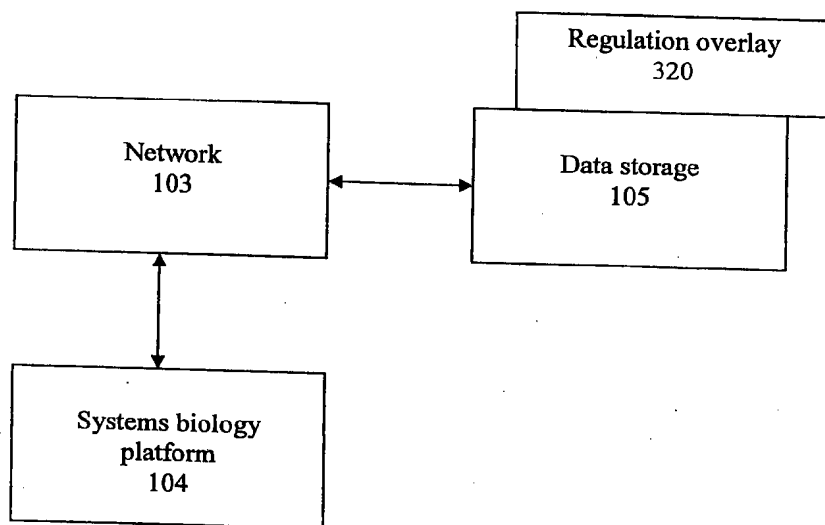 Regulation overlay
320
Network
103
Data storage
105
Systems biology
platform
104